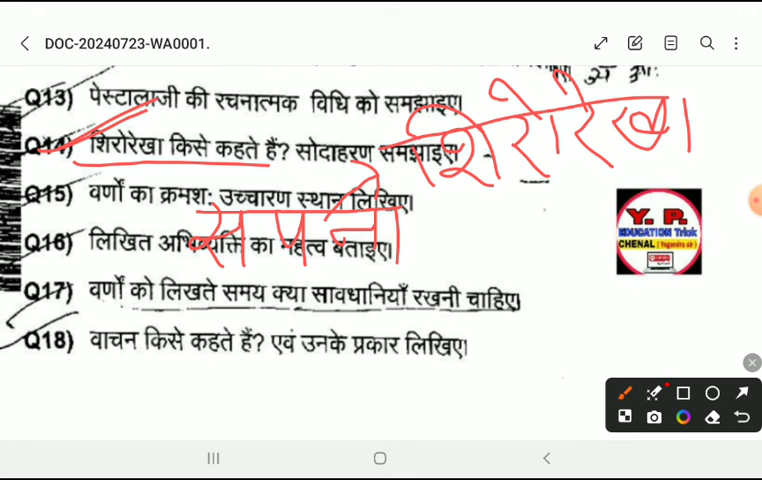 DOC-20240723-WA0001.
Q13) पेस्टालाजी की रचनात्मक विधि को समझाइए।
Q14) शिरोरेखा किसे कहते हैं? सोदाहरण समझाइए।
शिरोरेखा
Q15) वर्णों का क्रमशः उच्चारण स्थान लिखिए।
Q16) लिखित अभिव्यक्ति का महत्व बताइए।
Q17) वर्णों को लिखते समय क्या सावधानियाँ रखनी चाहिए।
Q18) वाचन किसे कहते हैं? एवं उनके प्रकार लिखिए।
Y. P.
EDUCATION Trick
CHENAL (Yogendra sir)